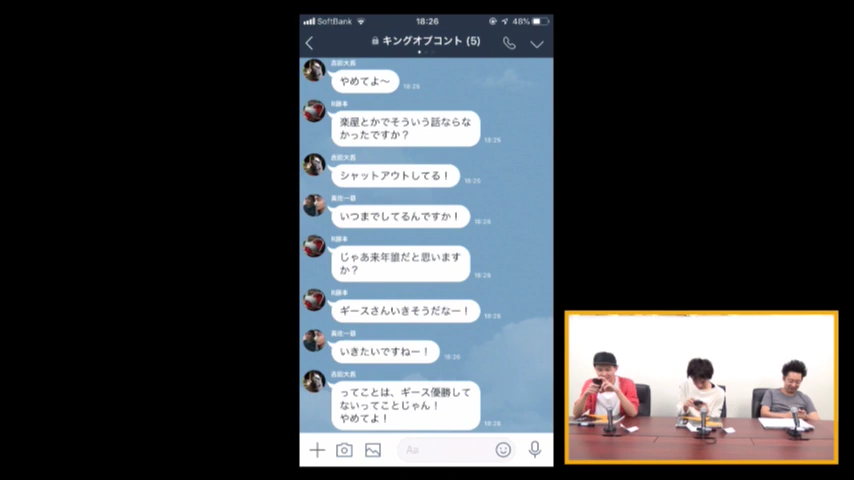 SoftBank 18:26 48%
キングオブコント (5)
やめてよ〜
18:26
楽屋とかでそういう話ならな
かったですか？
18:26
シャットアウトしてる！
18:26
いつまでしてるんですか！
18:26
じゃあ来年誰だと思います
か？
18:26
ギースさんいきそうだなー！
18:26
いきたいですねー！
18:26
ってことは、ギース優勝して
ないってことじゃん！
やめてよ！
18:26
Aa